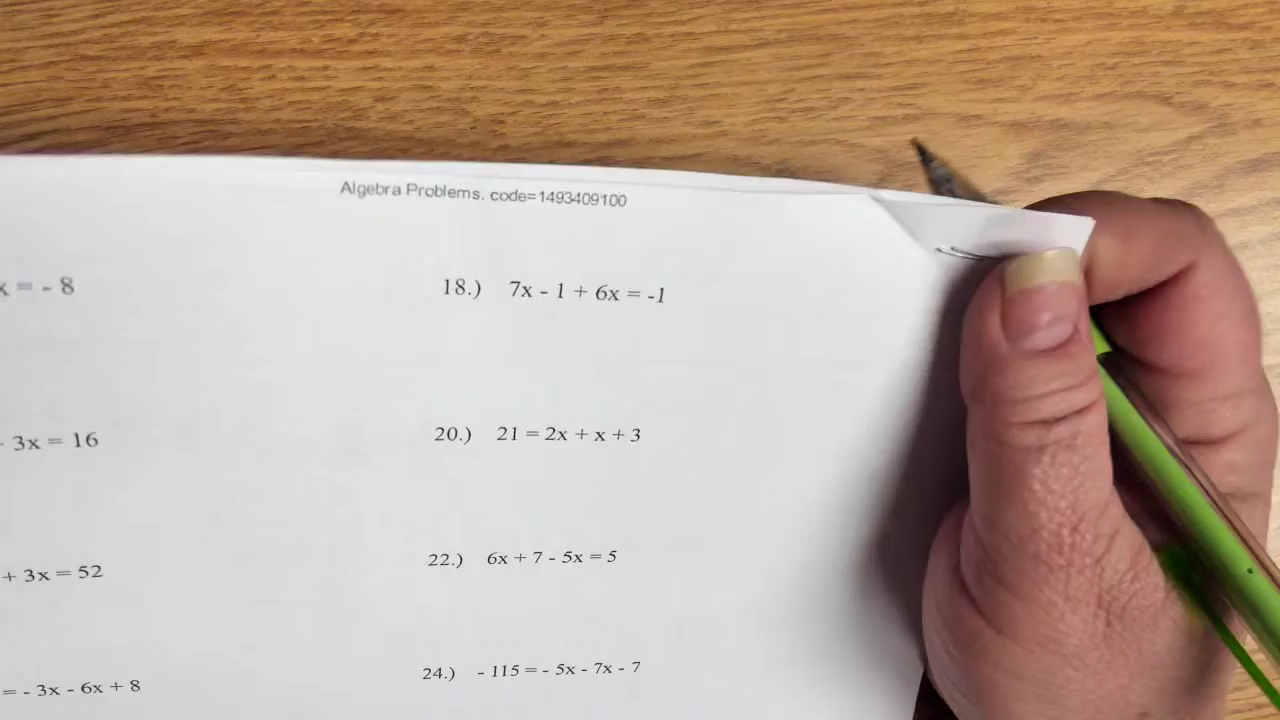 Algebra Problems. code=1493409100
x = - 8
18.) 7x - 1 + 6x = -1
- 3x = 16
20.) 21 = 2x + x + 3
+ 3x = 52
22.) 6x + 7 - 5x = 5
= - 3x - 6x + 8
24.) - 115 = - 5x - 7x - 7